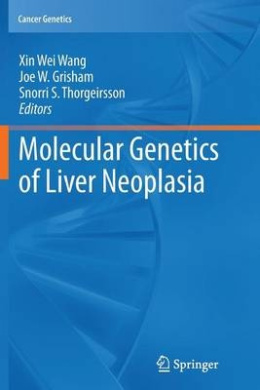 Cancer Genetics
Xin Wei Wang
Joe W. Grisham
Snorri S. Thorgeirsson
Editors
Molecular Genetics
of Liver Neoplasia
Springer